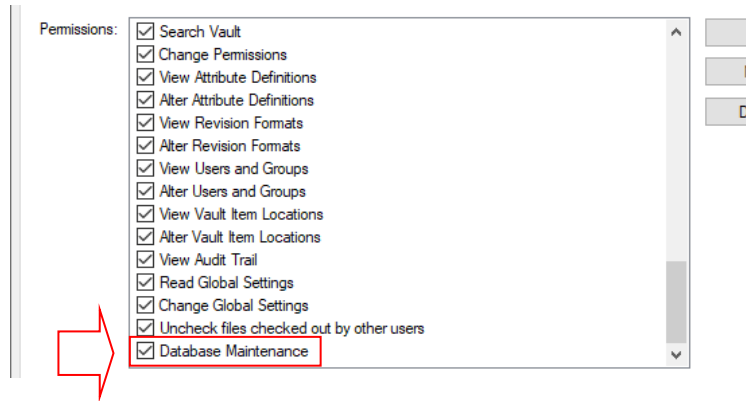 Permissions:
Search Vault
Change Permissions
View Attribute Definitions
Alter Attribute Definitions
View Revision Formats
Alter Revision Formats
View Users and Groups
Alter Users and Groups
View Vault Item Locations
Alter Vault Item Locations
View Audit Trail
Read Global Settings
Change Global Settings
Uncheck files checked out by other users
Database Maintenance